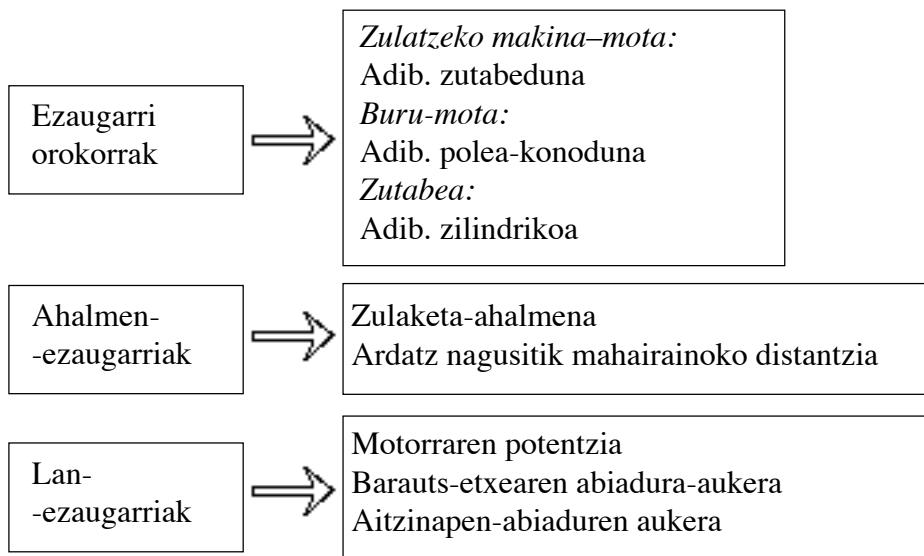 Ezaugarri
orokorrak
Zulatzeko makina–mota:
Adib. zutabeduna
Buru-mota:
Adib. polea-konoduna
Zutabea:
Adib. zilindrikoa
Ahalmen-
-ezaugarriak
Zulaketa-ahalmena
Ardatz nagusitik mahairainoko distantzia
Lan-
-ezaugarriak
Motorraren potentzia
Barauts-etxearen abiadura-aukera
Aitzinapen-abiaduren aukera